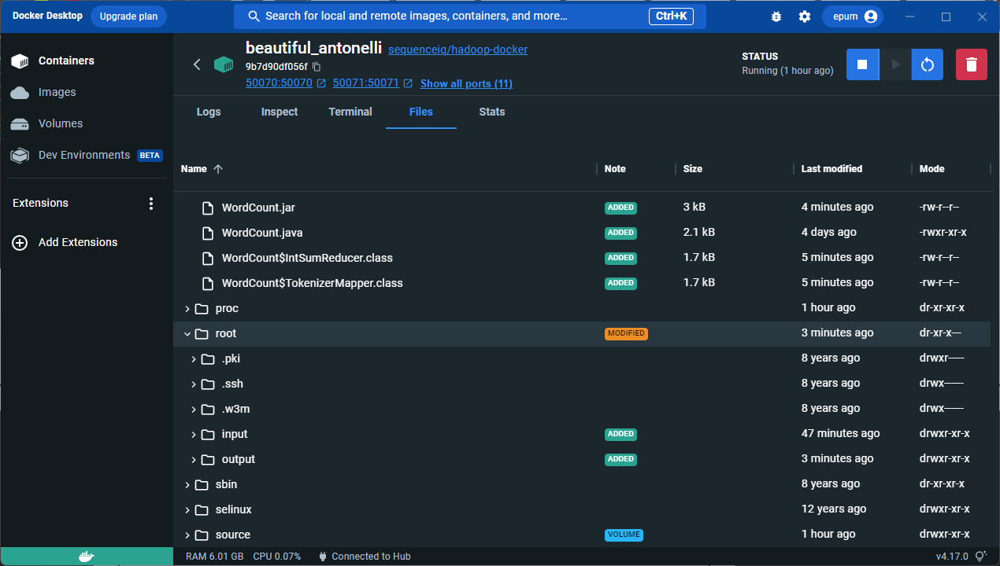 Docker Desktop Upgrade plan Search for local and remote images, containers, and more... Ctrl+K epum
Containers
Images
Volumes
Dev Environments BETA
Extensions
Add Extensions
beautiful_antonelli sequenceiq/hadoop-docker
9b7d90df056f
50070:50070 50071:50071 Show all ports (11)
STATUS
Running (1 hour ago)
Logs Inspect Terminal Files Stats
Name Note Size Last modified Mode
WordCount.jar ADDED 3 kB 4 minutes ago -rw-r--r--
WordCount.java ADDED 2.1 kB 4 days ago -rwxr-xr-x
WordCount$IntSumReducer.class ADDED 1.7 kB 5 minutes ago -rw-r--r--
WordCount$TokenizerMapper.class ADDED 1.7 kB 5 minutes ago -rw-r--r--
proc 1 hour ago dr-xr-xr-x
root MODIFIED 3 minutes ago dr-xr-x---
.pki 8 years ago drwxr-----
.ssh 8 years ago drwx------
.w3m 8 years ago drwx------
input ADDED 47 minutes ago drwxr-xr-x
output ADDED 3 minutes ago drwxr-xr-x
sbin 8 years ago dr-xr-xr-x
selinux 12 years ago drwxr-xr-x
source VOLUME 1 hour ago drwxr-xr-x
RAM 6.01 GB CPU 0.07% Connected to Hub v4.17.0